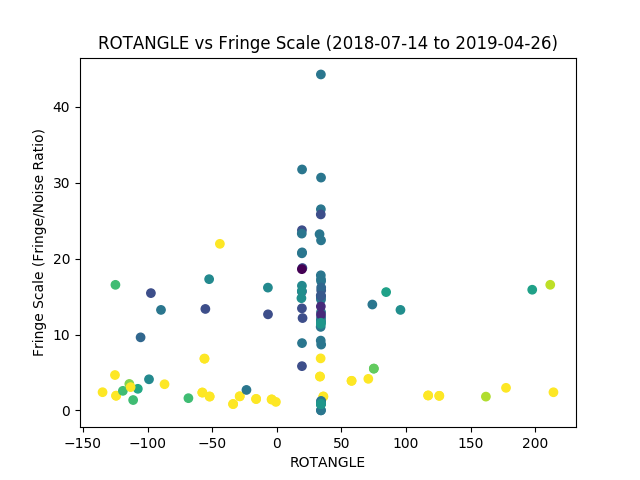 ROTANGLE vs Fringe Scale (2018-07-14 to 2019-04-26)
Fringe Scale (Fringe/Noise Ratio)
40
30
20
10
0
−150 −100 −50 0 50 100 150 200
ROTANGLE